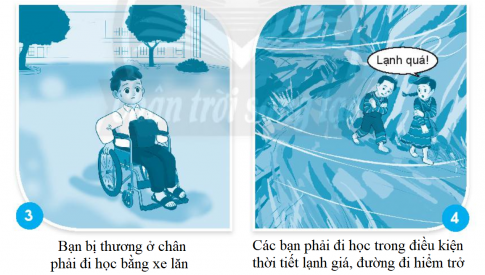 Lạnh quá!
3
4
Bạn bị thương ở chân
phải đi học bằng xe lăn
Các bạn phải đi học trong điều kiện
thời tiết lạnh giá, đường đi hiểm trở